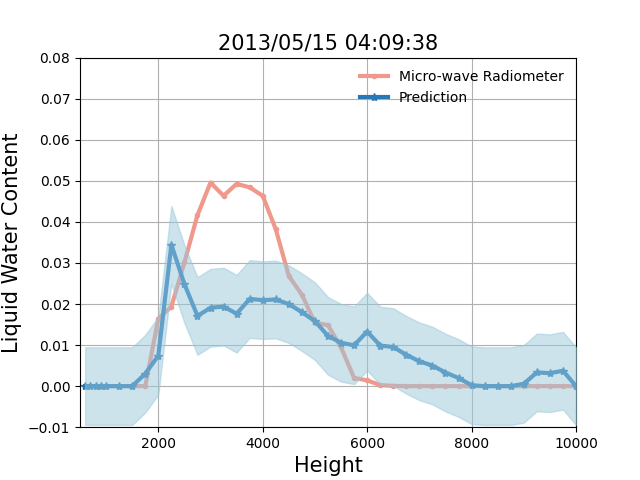 2013/05/15 04:09:38
Micro-wave Radiometer
Prediction
Liquid Water Content
0.08
0.07
0.06
0.05
0.04
0.03
0.02
0.01
0.00
−0.01
2000 4000 6000 8000 10000
Height